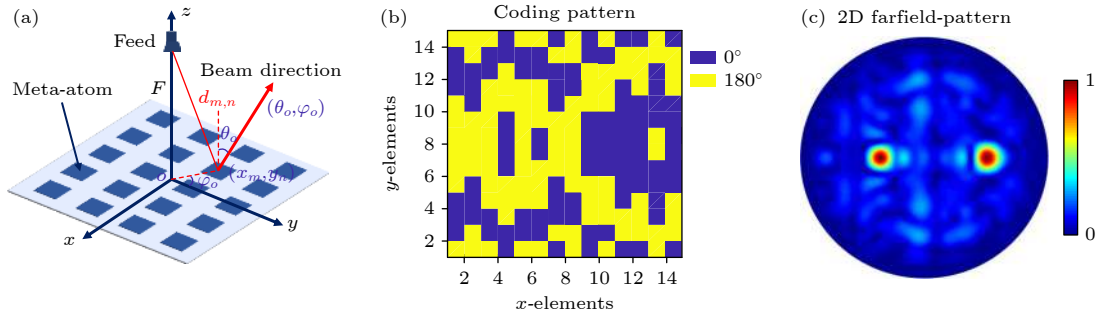 (a)
z
Feed
F
Beam direction
Meta-atom
d_{m,n}
(θ_o,φ_o)
θ_o
o
φ_o
(x_m,y_n)
x
y
(b)
Coding pattern
14
12
10
8
6
4
2
2 4 6 8 10 12 14
x-elements
y-elements
0°
180°
(c) 2D farfield-pattern
1
0